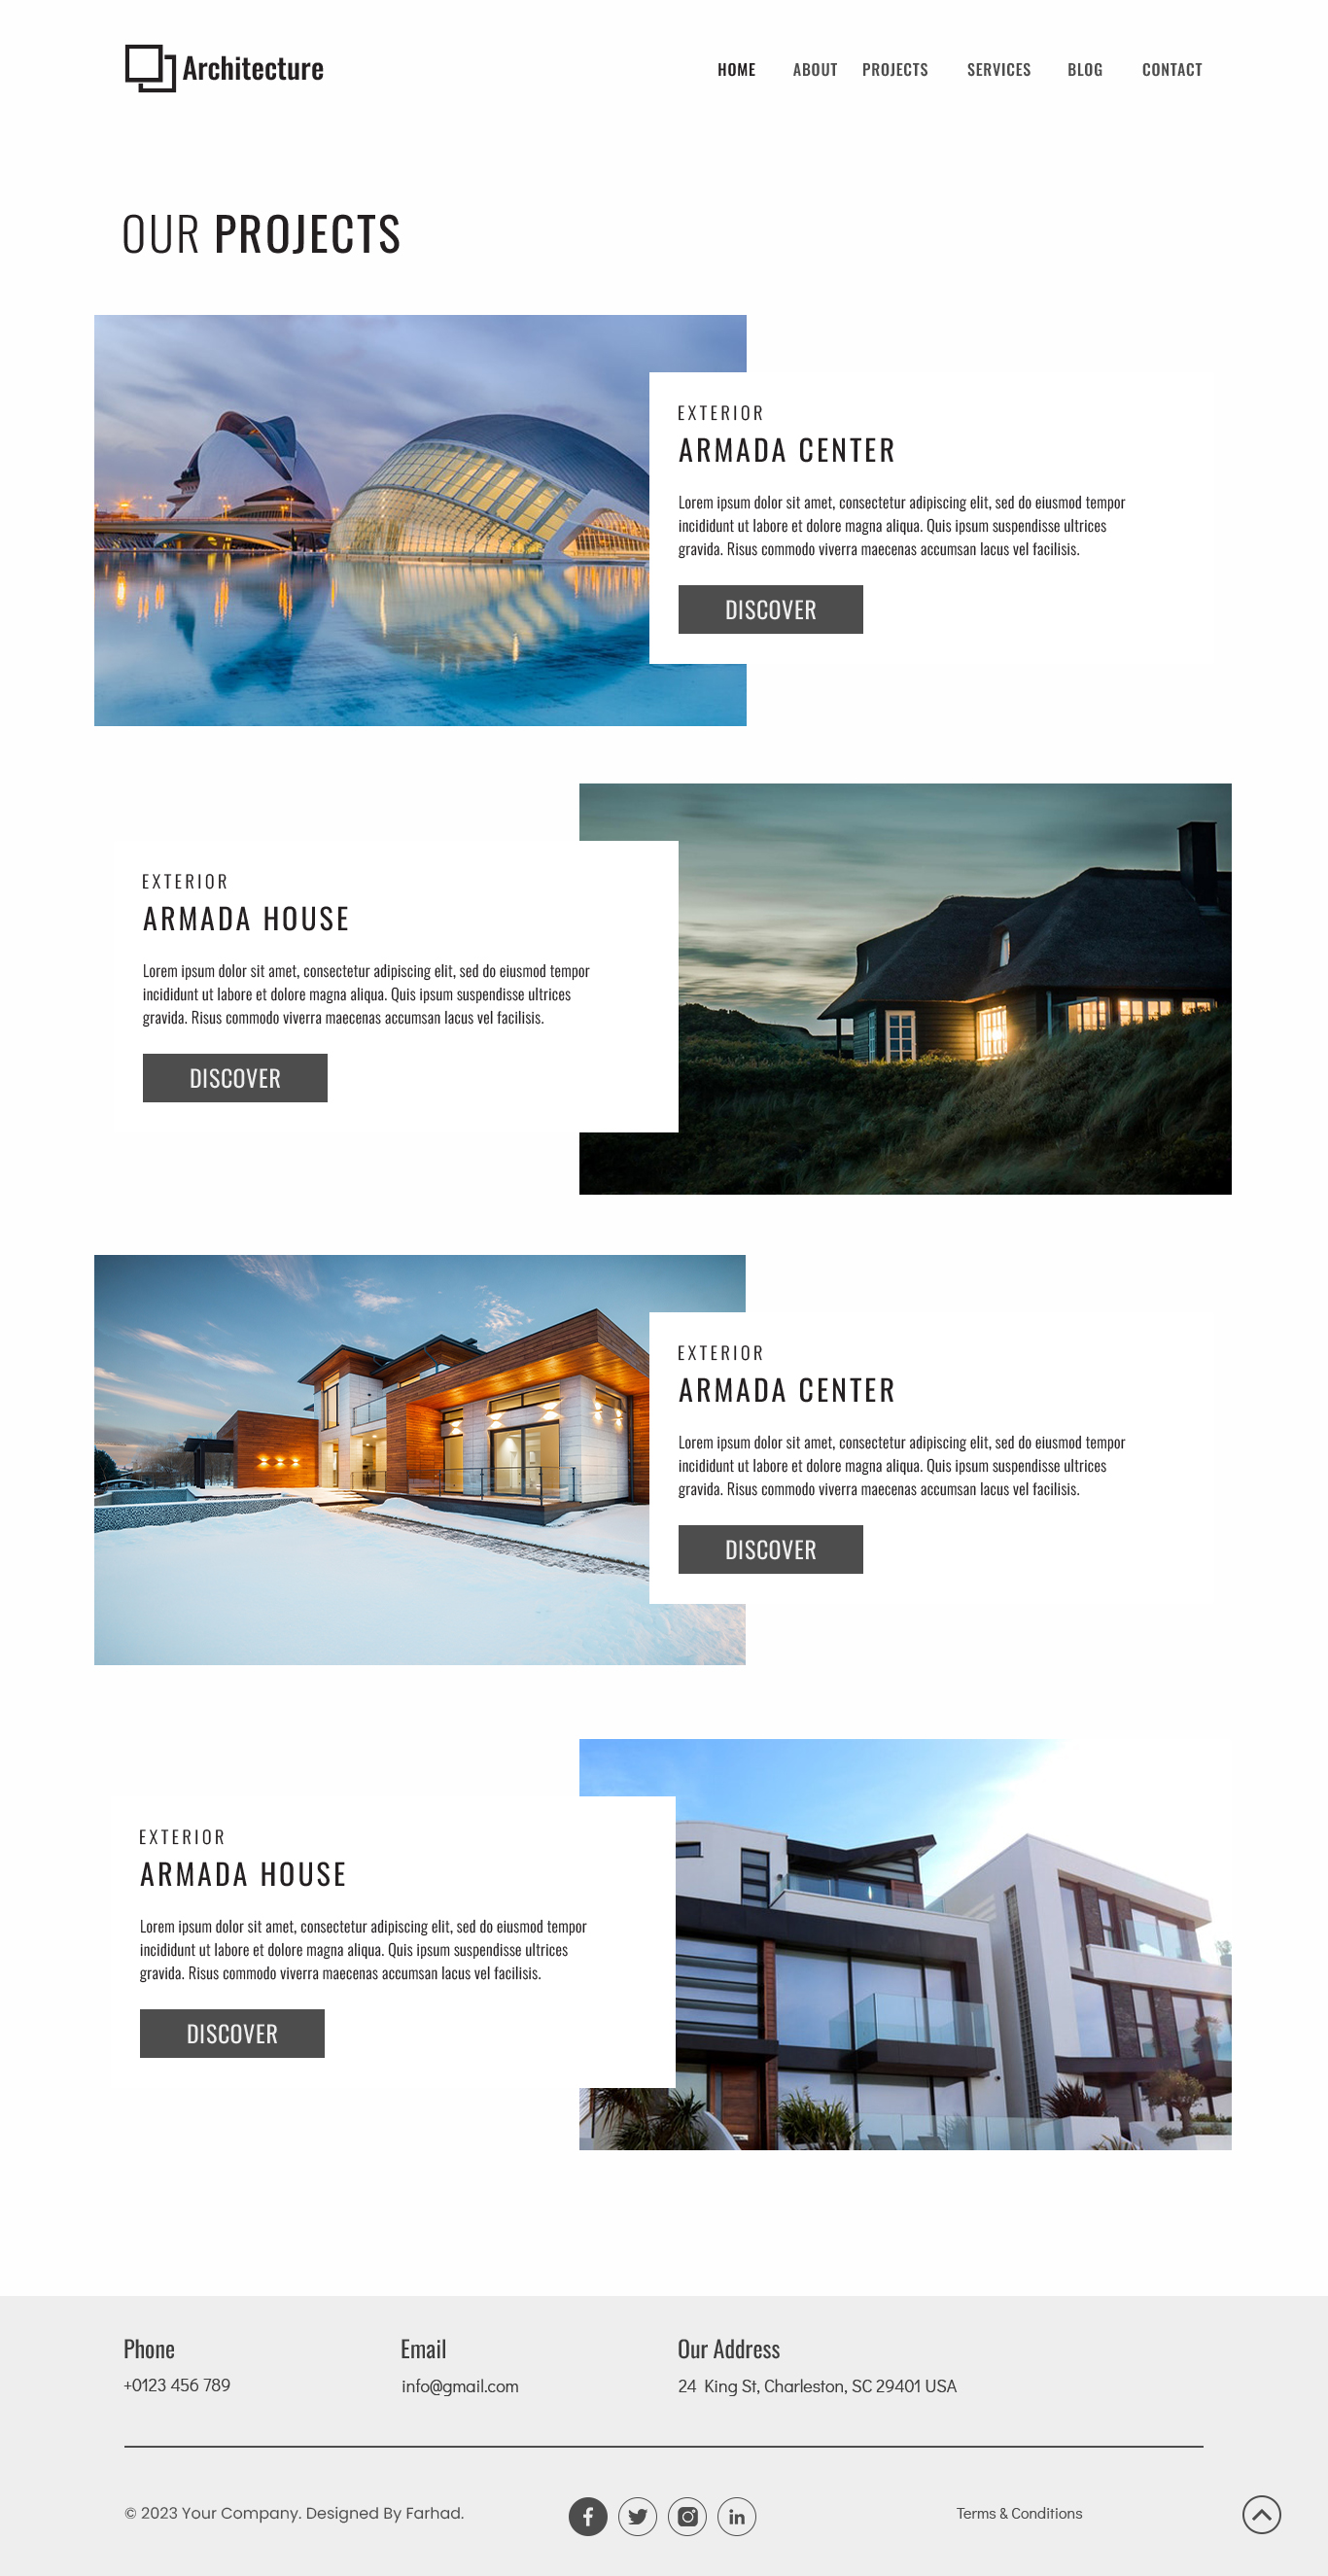 Architecture
HOME ABOUT PROJECTS SERVICES BLOG CONTACT
OUR PROJECTS
EXTERIOR
ARMADA CENTER
Lorem ipsum dolor sit amet, consectetur adipiscing elit, sed do eiusmod tempor
incididunt ut labore et dolore magna aliqua. Quis ipsum suspendisse ultrices
gravida. Risus commodo viverra maecenas accumsan lacus vel facilisis.
DISCOVER
EXTERIOR
ARMADA HOUSE
Lorem ipsum dolor sit amet, consectetur adipiscing elit, sed do eiusmod tempor
incididunt ut labore et dolore magna aliqua. Quis ipsum suspendisse ultrices
gravida. Risus commodo viverra maecenas accumsan lacus vel facilisis.
DISCOVER
EXTERIOR
ARMADA CENTER
Lorem ipsum dolor sit amet, consectetur adipiscing elit, sed do eiusmod tempor
incididunt ut labore et dolore magna aliqua. Quis ipsum suspendisse ultrices
gravida. Risus commodo viverra maecenas accumsan lacus vel facilisis.
DISCOVER
EXTERIOR
ARMADA HOUSE
Lorem ipsum dolor sit amet, consectetur adipiscing elit, sed do eiusmod tempor
incididunt ut labore et dolore magna aliqua. Quis ipsum suspendisse ultrices
gravida. Risus commodo viverra maecenas accumsan lacus vel facilisis.
DISCOVER
Phone
+0123 456 789
Email
info@gmail.com
Our Address
24 King St, Charleston, SC 29401 USA
© 2023 Your Company. Designed By Farhad.
Terms & Conditions